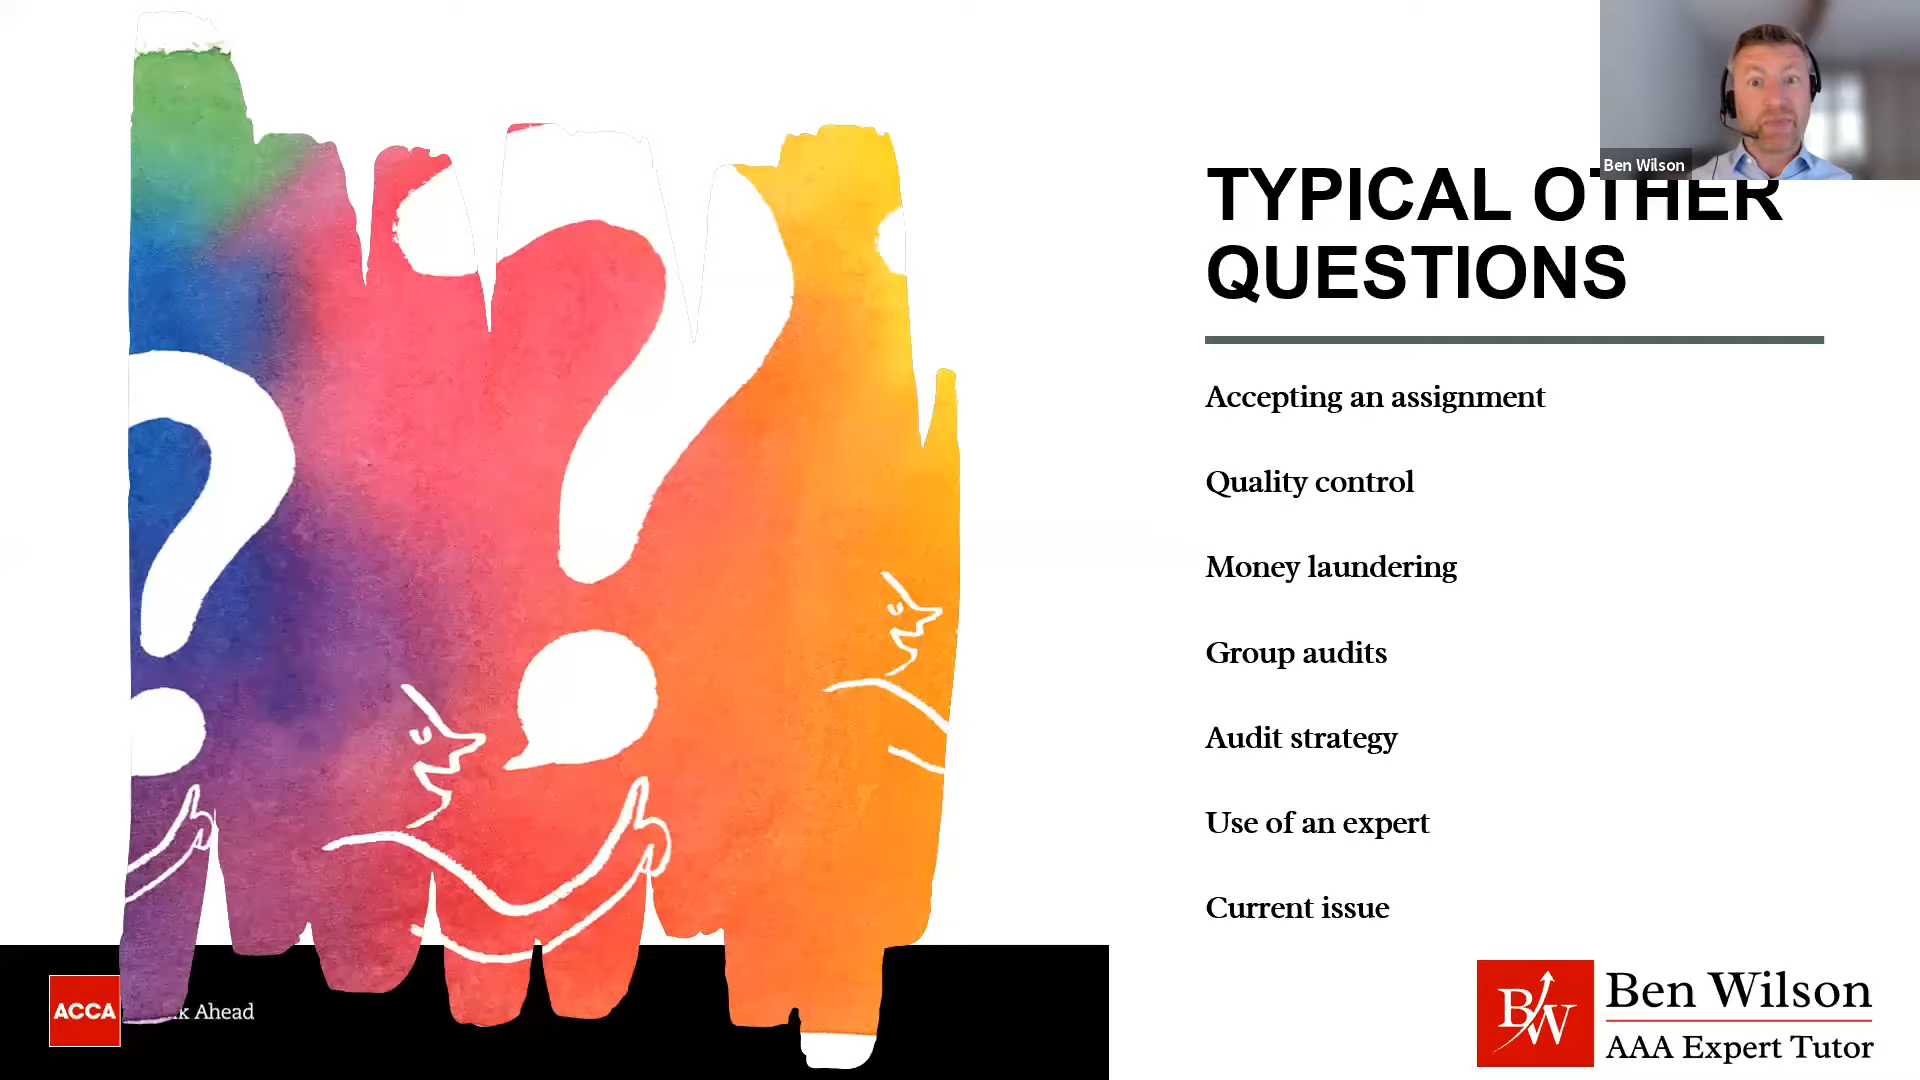 Ben Wilson
TYPICAL OTHER
QUESTIONS
Accepting an assignment
Quality control
Money laundering
Group audits
Audit strategy
Use of an expert
Current issue
ACCA
Ahead
BW
Ben Wilson
AAA Expert Tutor